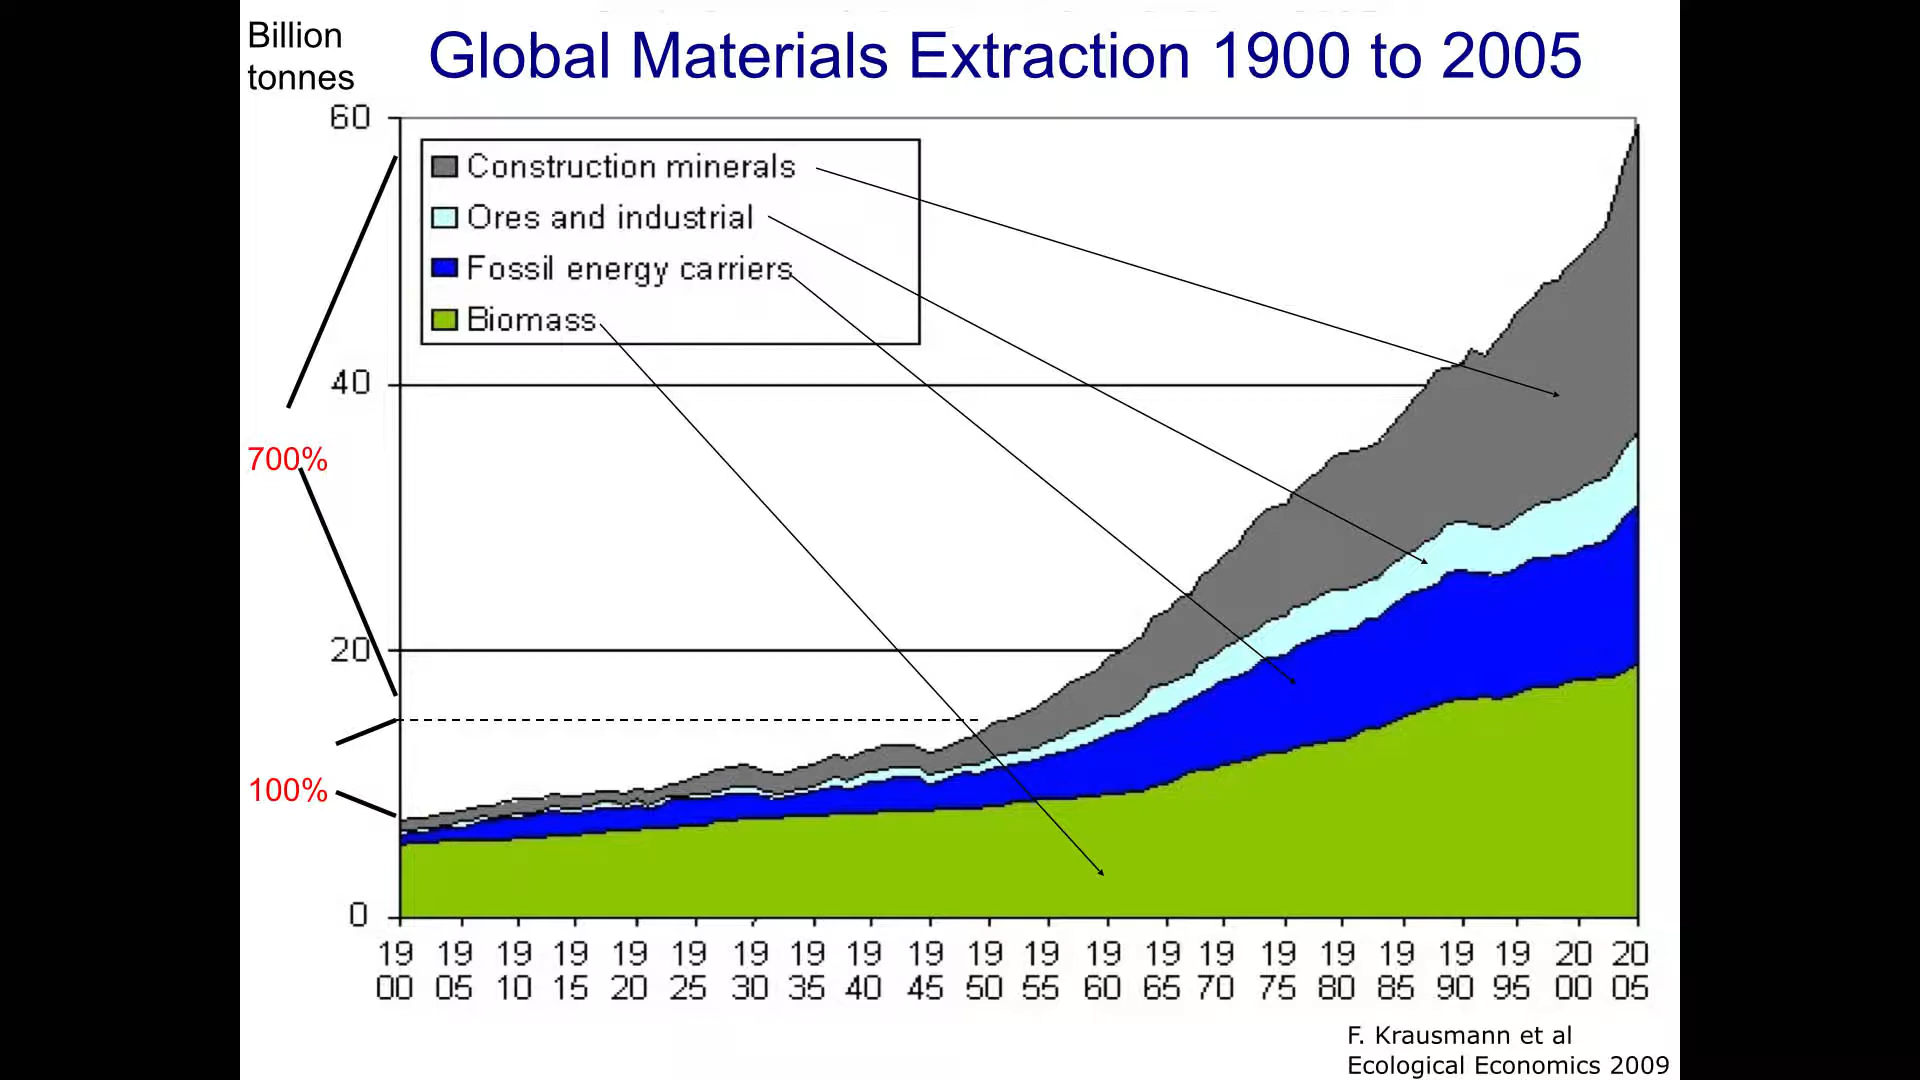 Billion
tonnes
Global Materials Extraction 1900 to 2005
60
Construction minerals
Ores and industrial
Fossil energy carriers
Biomass
40
700%
20
100%
0
19 19 19 19 19 19 19 19 19 19 19 19 19 19 19 19 19 19 19 19 20 20
00 05 10 15 20 25 30 35 40 45 50 55 60 65 70 75 80 85 90 95 00 05
F. Krausmann et al
Ecological Economics 2009